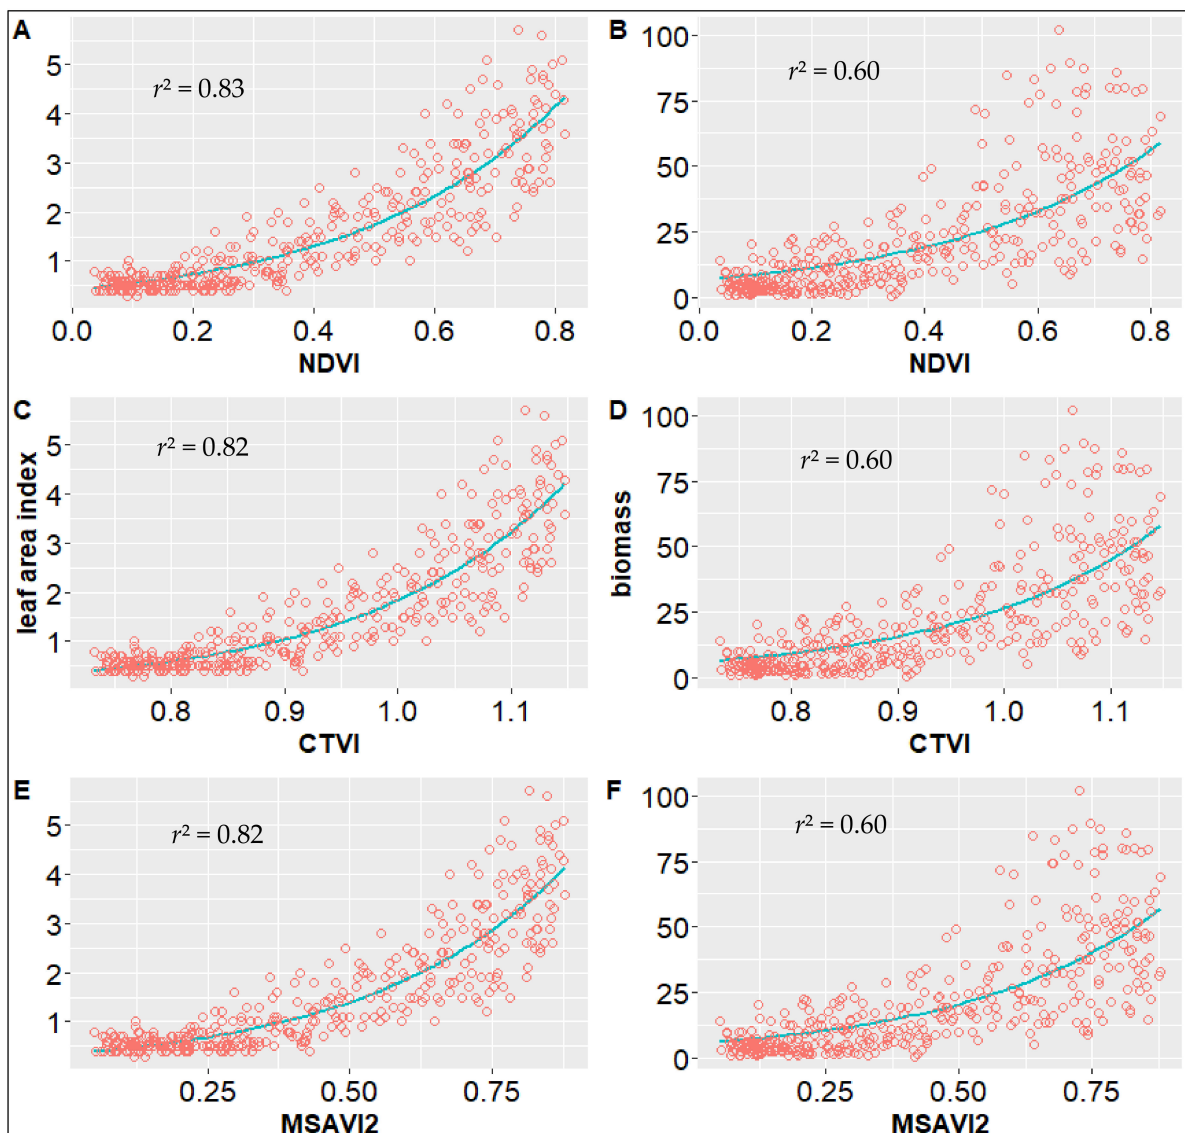 A
B
r² = 0.83
r² = 0.60
5
4
3
2
1
100
75
50
25
0
0.0 0.2 0.4 0.6 0.8
0.0 0.2 0.4 0.6 0.8
NDVI
NDVI
C
D
r² = 0.82
r² = 0.60
leaf area index
5
4
3
2
1
biomass
100
75
50
25
0
0.8 0.9 1.0 1.1
0.8 0.9 1.0 1.1
CTVI
CTVI
E
F
r² = 0.82
r² = 0.60
5
4
3
2
1
100
75
50
25
0
0.25 0.50 0.75
0.25 0.50 0.75
MSAVI2
MSAVI2